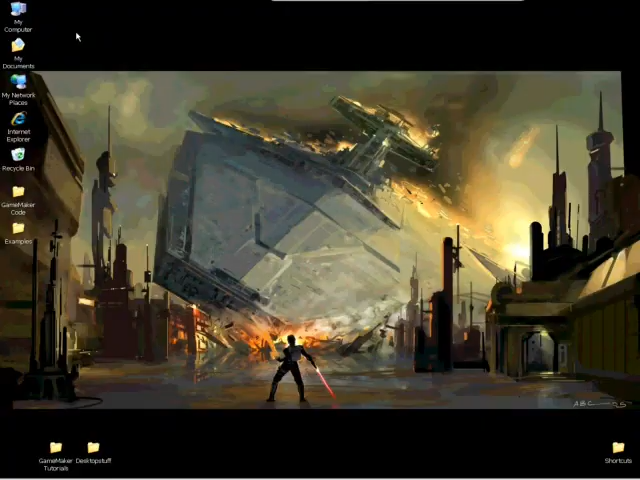 My
Computer
My
Documents
My Network
Places
Internet
Explorer
Recycle Bin
GameMaker
Code
Examples
GameMaker
Tutorials
Desktopstuff
Shortcuts